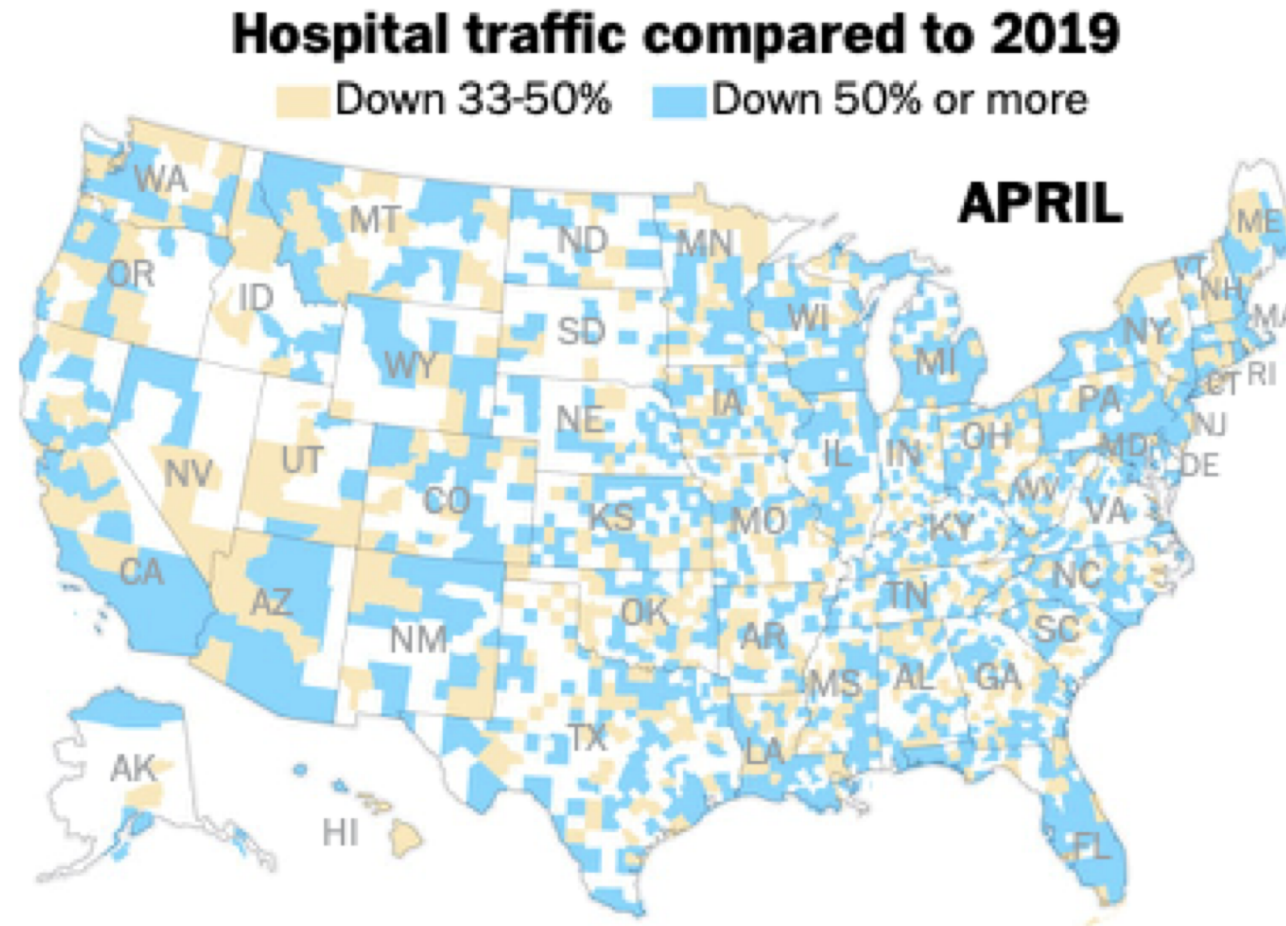 Hospital traffic compared to 2019
Down 33-50% Down 50% or more
APRIL
WA
MT
ND
MN
ME
OR
ID
SD
WI
VT
NH
WY
MI
NY
MA
NE
IA
PA
CT RI
NV
UT
CO
IL
IN
OH
MD
NJ
DE
KS
MO
WV
KY
VA
CA
AZ
NM
OK
AR
TN
NC
SC
MS
AL
GA
TX
LA
AK
HI
FL